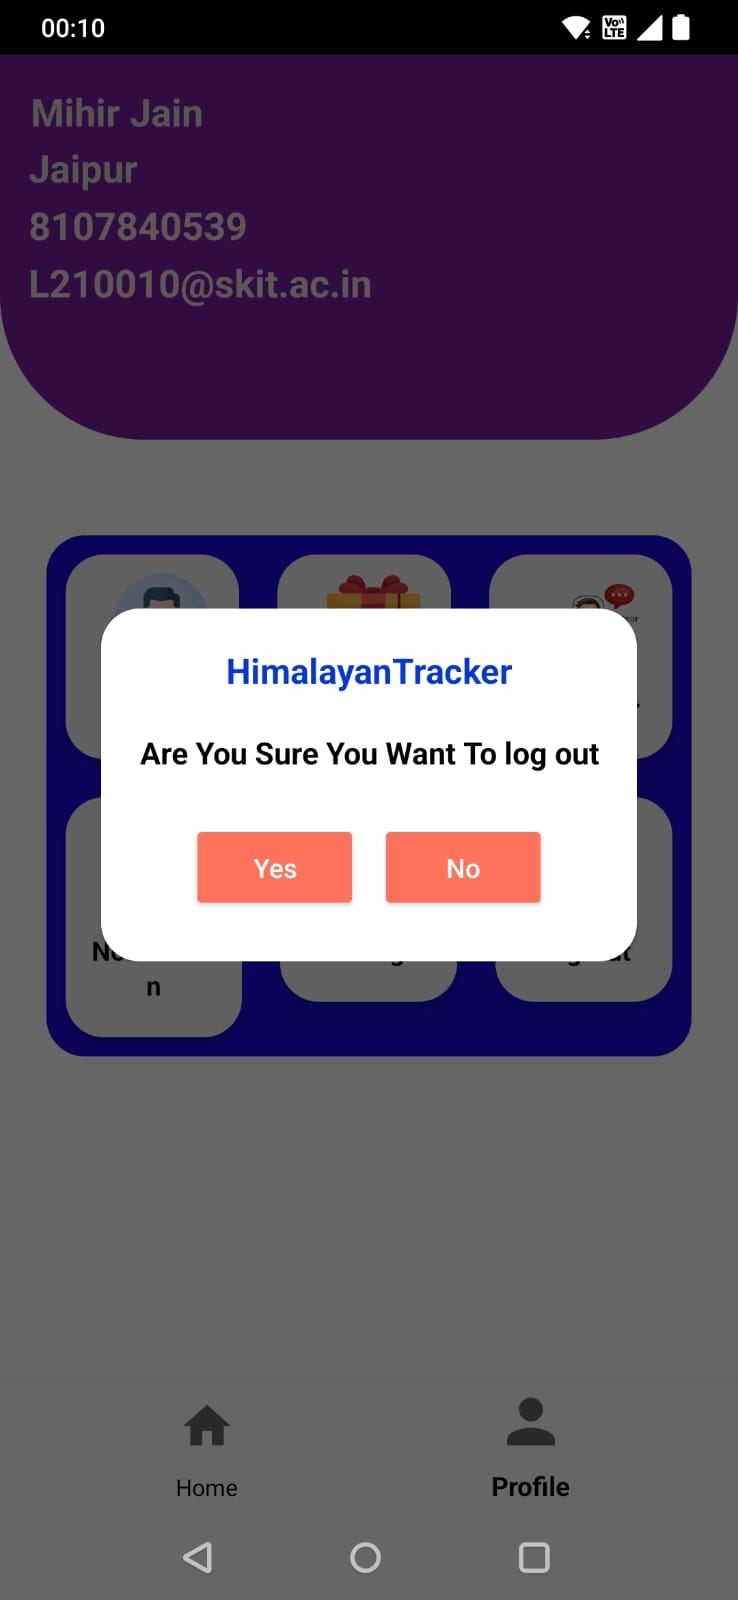 00:10
Vo LTE
Mihir Jain
Jaipur
8107840539
L210010@skit.ac.in
HimalayanTracker
Are You Sure You Want To log out
Yes No
n
Home Profile